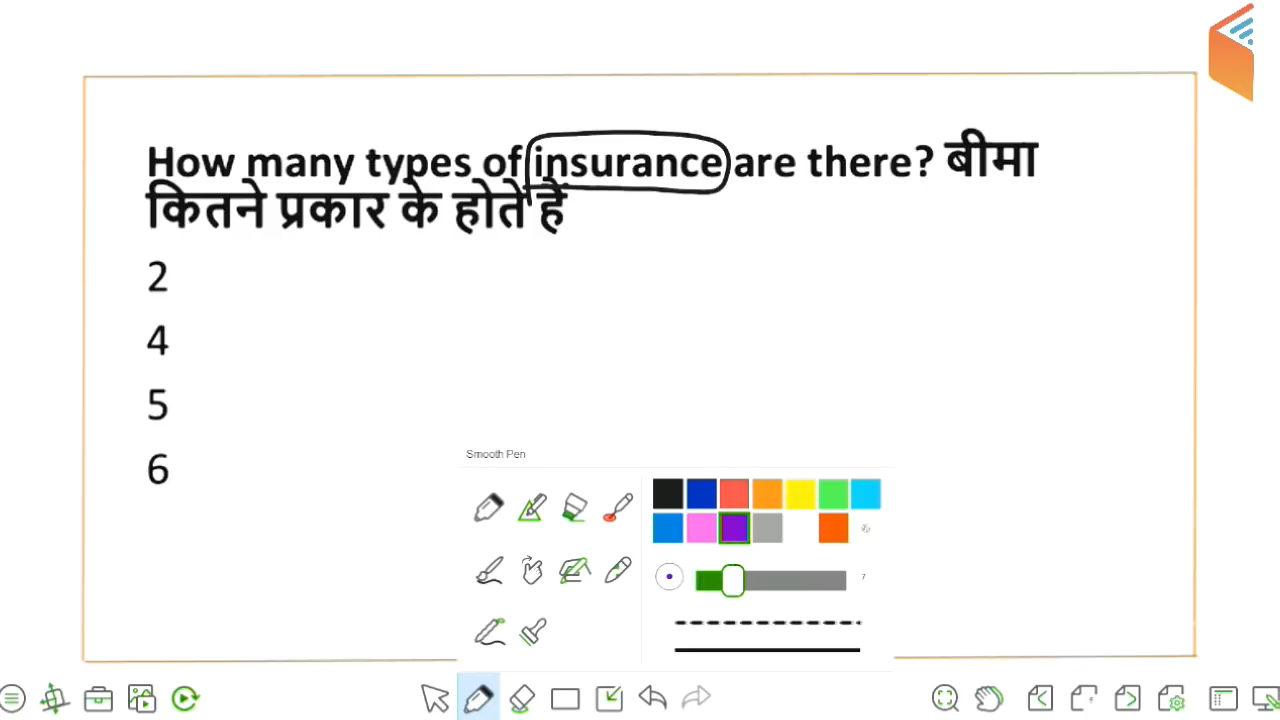 How many types of insurance are there? बीमा
कितने प्रकार के होते हैं
2
4
5
6
Smooth Pen
7